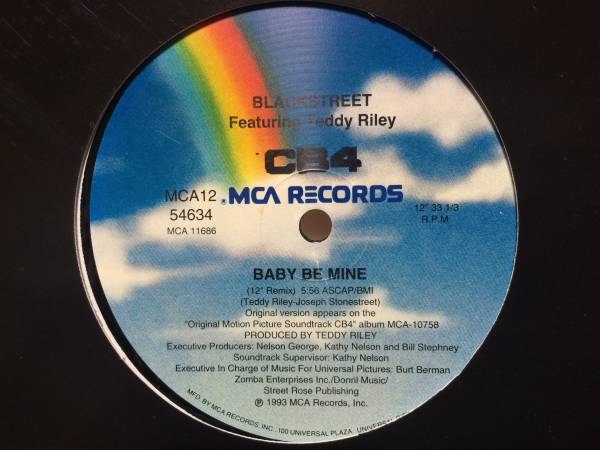 BLACKSTREET
Featuring Teddy Riley
CB4
MCA RECORDS
MCA12
54634
MCA 11686
12" 33 1/3
R.P.M
BABY BE MINE
(12" Remix) 5:56 ASCAP/BMI
(Teddy Riley-Joseph Stonestreet)
Original version appears on the
"Original Motion Picture Soundtrack CB4" album MCA-10758
PRODUCED BY TEDDY RILEY
Executive Producers: Nelson George, Kathy Nelson and Bill Stephney
Soundtrack Supervisor: Kathy Nelson
Executive In Charge of Music For Universal Pictures: Burt Berman
Zomba Enterprises Inc./Donril Music/
Street Rose Publishing
℗ 1993 MCA Records, Inc.
MFD BY MCA RECORDS, INC., 100 UNIVERSAL PLAZA, UNIVERSAL